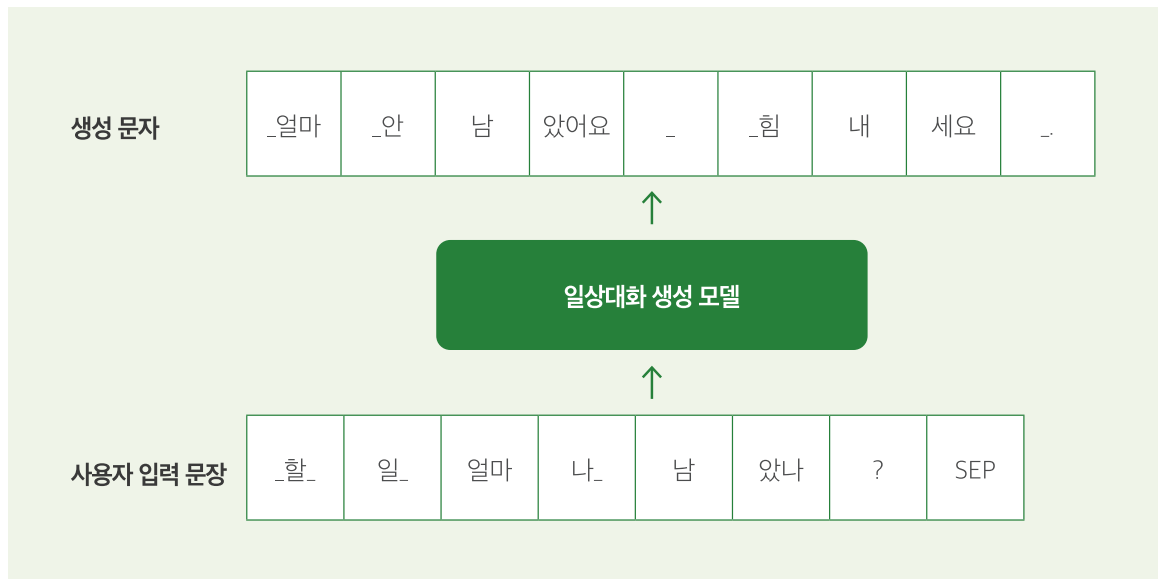 생성 문자 _얼마 _안 남 았어요 _ _힘 내 세요 _.
일상대화 생성 모델
사용자 입력 문장 _할_ 일_ 얼마 나_ 남 았나 ? SEP